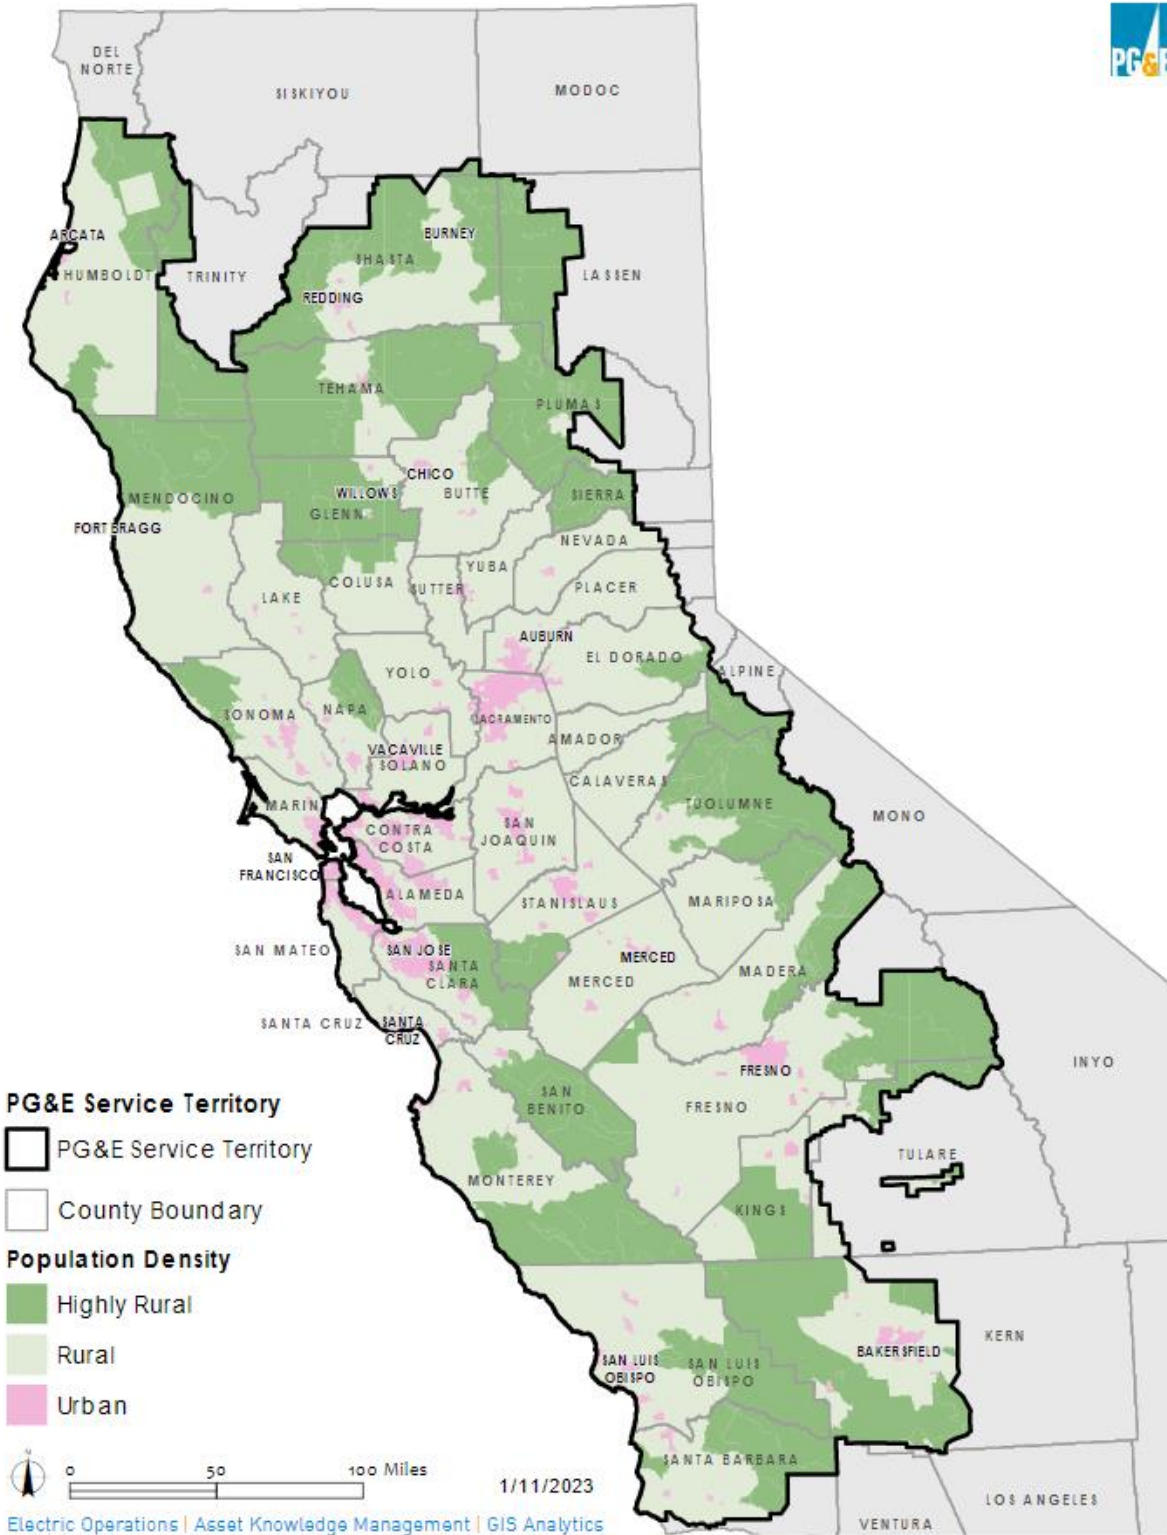 PG&E
DEL
NORTE
SISKIYOU
MODOC
ARCATA
HUMBOLDT
TRINITY
BURNEY
SHASTA
REDDING
LASSEN
TEHAMA
PLUMAS
MENDOCINO
FORT BRAGG
WILLOWS
CHICO
BUTTE
GLENN
SIERRA
NEVADA
YUBA
COLUSA
SUTTER
PLACER
LAKE
AUBURN
EL DORADO
YOLO
ALPINE
SONOMA
NAPA
SACRAMENTO
AMADOR
VACAVILLE
SOLANO
CALAVERAS
MARIN
TUOLUMNE
MONO
CONTRA
COSTA
SAN
JOAQUIN
SAN
FRANCISCO
ALAMEDA
STANISLAUS
MARIPOSA
SAN MATEO
SAN JOSE
SANTA
CLARA
MERCED
MERCED
MADERA
SANTA CRUZ
SANTA
CRUZ
FRESNO
INYO
SAN
BENITO
FRESNO
TULARE
MONTEREY
KINGS
KERN
BAKERSFIELD
SAN LUIS
OBISPO
SAN LUIS
OBISPO
SANTA BARBARA
LOS ANGELES
VENTURA
PG&E Service Territory
PG&E Service Territory
County Boundary
Population Density
Highly Rural
Rural
Urban
N
0 50 100 Miles
1/11/2023
Electric Operations | Asset Knowledge Management | GIS Analytics